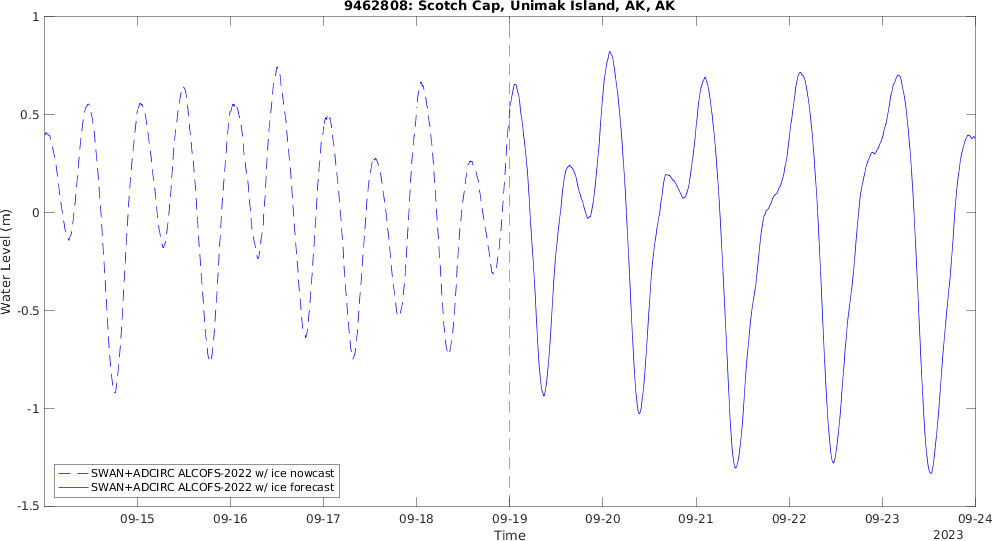 9462808: Scotch Cap, Unimak Island, AK, AK
1
0.5
0
-0.5
-1
-1.5
Water Level (m)
SWAN+ADCIRC ALCOFS-2022 w/ ice nowcast
SWAN+ADCIRC ALCOFS-2022 w/ ice forecast
09-15 09-16 09-17 09-18 09-19 09-20 09-21 09-22 09-23 09-24
Time
2023